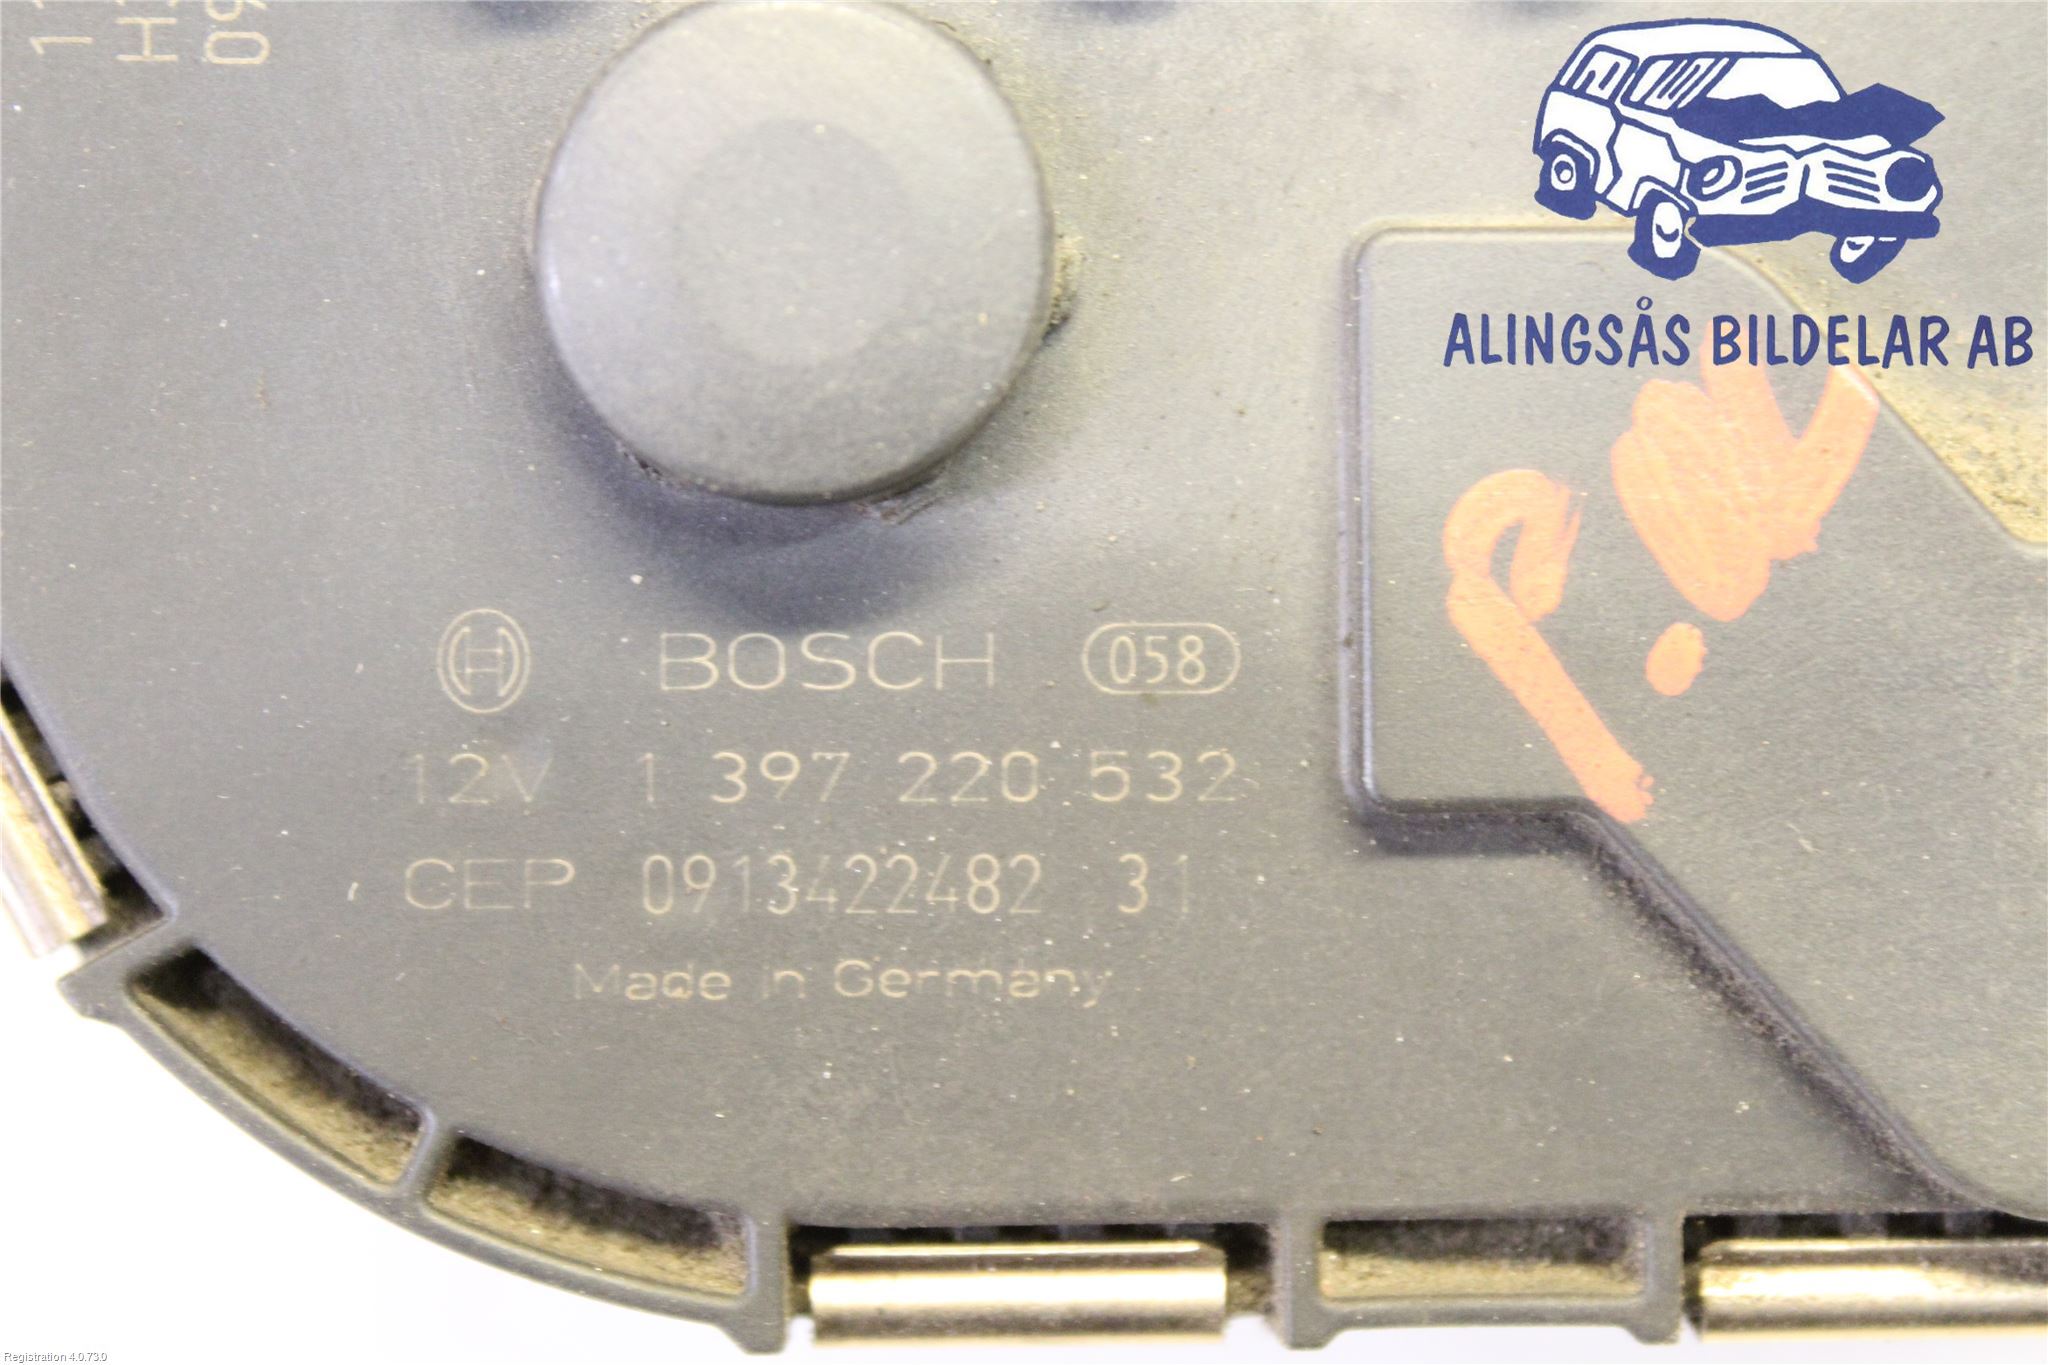 ALINGSÅS BILDELAR AB
BOSCH 058
12V 1 397 220 532
CEP 0913422482 31
Made in Germany
Registration 4.0.73.0